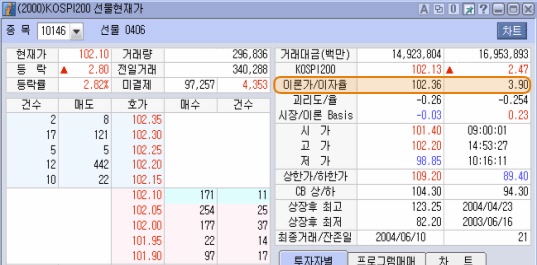 (2000)KOSPI200 선물현재가
종 목 10146 선물 0406 차트
현재가 102.10 거래량 296,836
등 락 ▲ 2.80 전일거래 340,288
등락률 2.82% 미결제 97,257 4,353
건수 매도 호가 매수 건수
2 8 102.35
17 121 102.30
5 5 102.25
12 442 102.20
10 22 102.15
102.10 171 11
102.05 254 25
102.00 177 37
101.95 22 14
101.90 97 17
거래대금(백만) 14,923,804 16,953,893
KOSPI200 102.13 ▲ 2.47
이론가/이자율 102.36 3.90
괴리도/율 -0.26 -0.254
시장/이론 Basis -0.03 0.23
시 가 101.40 09:00:01
고 가 102.20 14:53:27
저 가 98.85 10:16:11
상한가/하한가 109.20 89.40
CB 상/하 104.30 94.30
상장후 최고 123.25 2004/04/23
상장후 최저 82.20 2003/06/16
최종거래/잔존일 2004/06/10 21
투자자별 프로그램매매 차 트